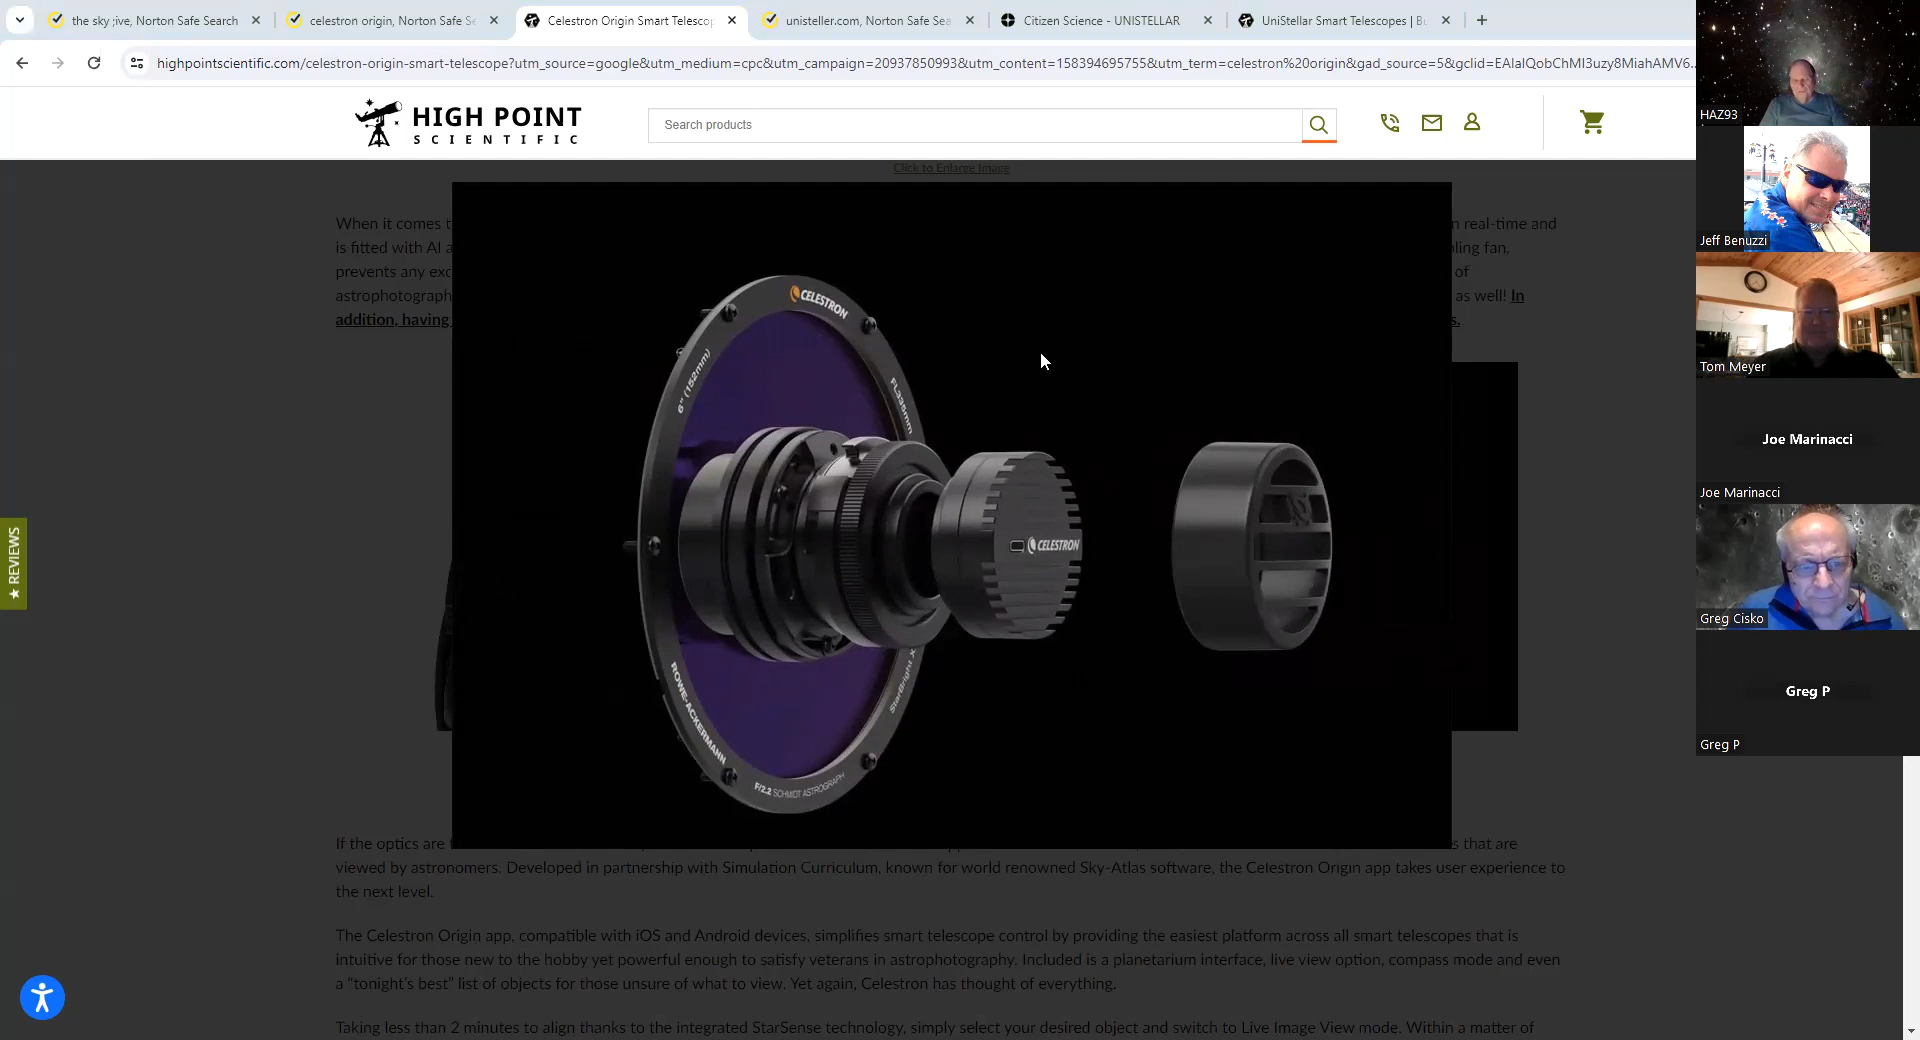 the sky ;ive, Norton Safe Search
celestron origin, Norton Safe Se
Celestron Origin Smart Telescop
unisteller.com, Norton Safe Sea
Citizen Science - UNISTELLAR
UniStellar Smart Telescopes | Bu
highpointscientific.com/celestron-origin-smart-telescope?utm_source=google&utm_medium=cpc&utm_campaign=20937850993&utm_content=158394695755&utm_term=celestron%20origin&gad_source=5&gclid=EAIaIQobChMI3uzy8MiahAMV6...
HIGH POINT
SCIENTIFIC
Search products
Click to Enlarge Image
When it comes t
n real-time and
is fitted with AI a
ling fan,
prevents any exc
of
astrophotograph
as well! In
addition, having
s.
CELESTRON
6" (152mm)
FL335mm
CELESTRON
ROWE-ACKERMANN
StarBright X
F/2.2 SCHMIDT ASTROGRAPH
★ REVIEWS
If the optics are
s that are
viewed by astronomers. Developed in partnership with Simulation Curriculum, known for world renowned Sky-Atlas software, the Celestron Origin app takes user experience to
the next level.
The Celestron Origin app, compatible with iOS and Android devices, simplifies smart telescope control by providing the easiest platform across all smart telescopes that is
intuitive for those new to the hobby yet powerful enough to satisfy veterans in astrophotography. Included is a planetarium interface, live view option, compass mode and even
a “tonight’s best” list of objects for those unsure of what to view. Yet again, Celestron has thought of everything.
Taking less than 2 minutes to align thanks to the integrated StarSense technology, simply select your desired object and switch to Live Image View mode. Within a matter of
HAZ93
Jeff Benuzzi
Tom Meyer
Joe Marinacci
Joe Marinacci
Greg Cisko
Greg P
Greg P